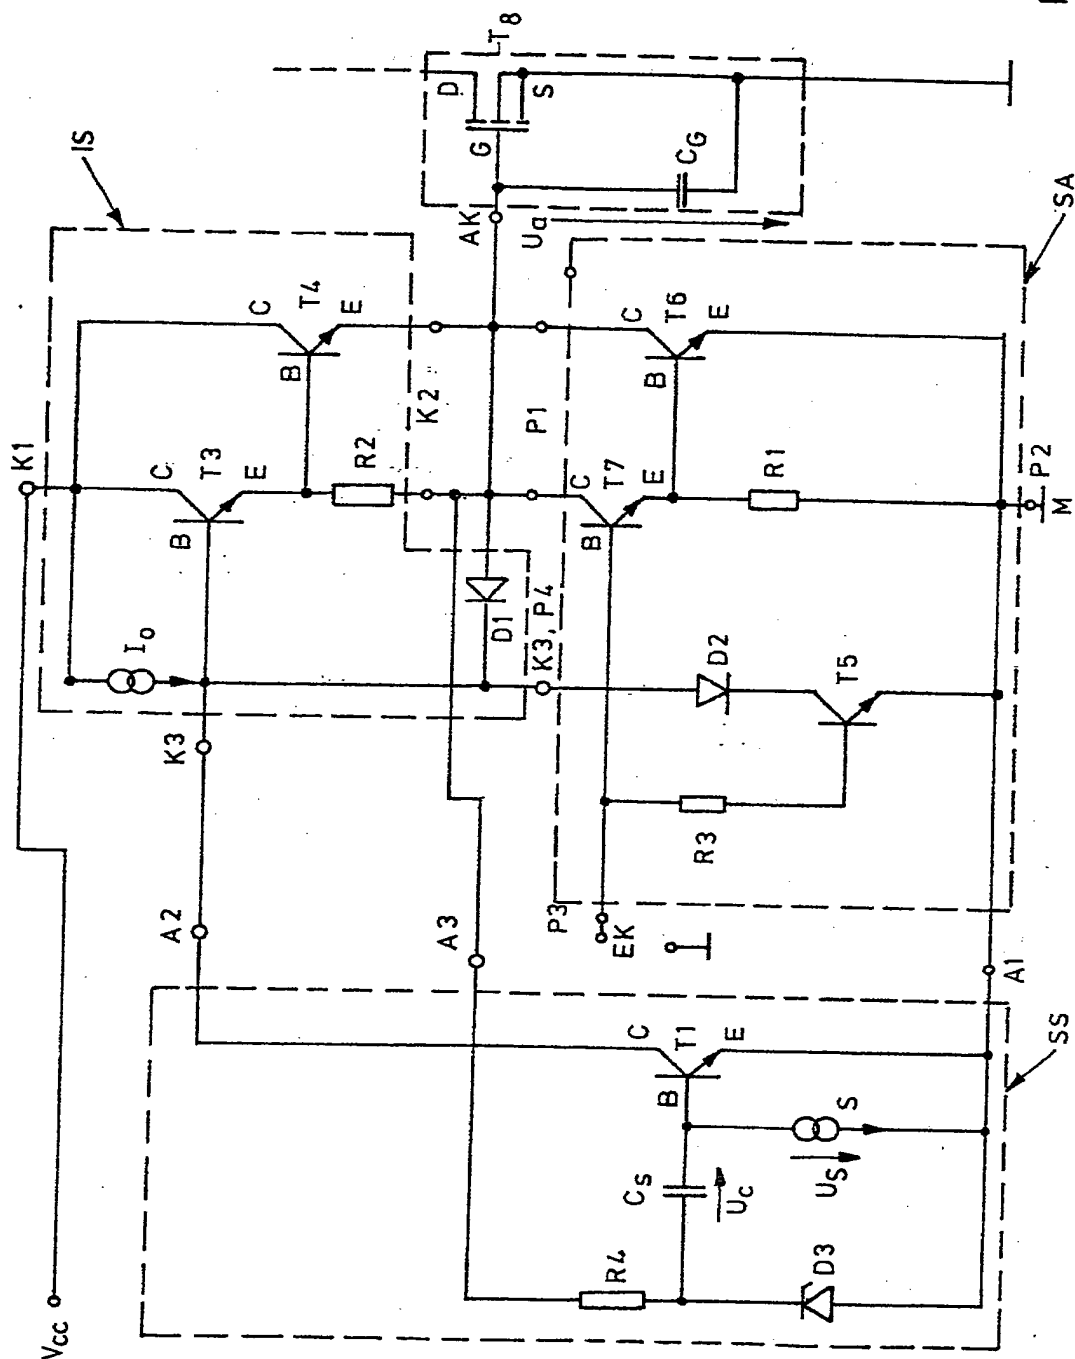 IS
T8
D
S
G
CG
AK
Ua
K1
C
T4
E
B
C
T3
E
B
R2
K2
Io
D1
K3, P4
K3
P1
SA
C
T6
E
B
C
T7
E
B
R1
P2
M
D2
T5
R3
P3
EK
A2
A3
A1
SS
C
T1
E
B
S
US
CS
UC
R4
D3
VCC